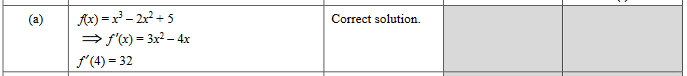 (a)
f(x) = x³ – 2x² + 5
⟹ f′(x) = 3x² – 4x
f′(4) = 32
Correct solution.